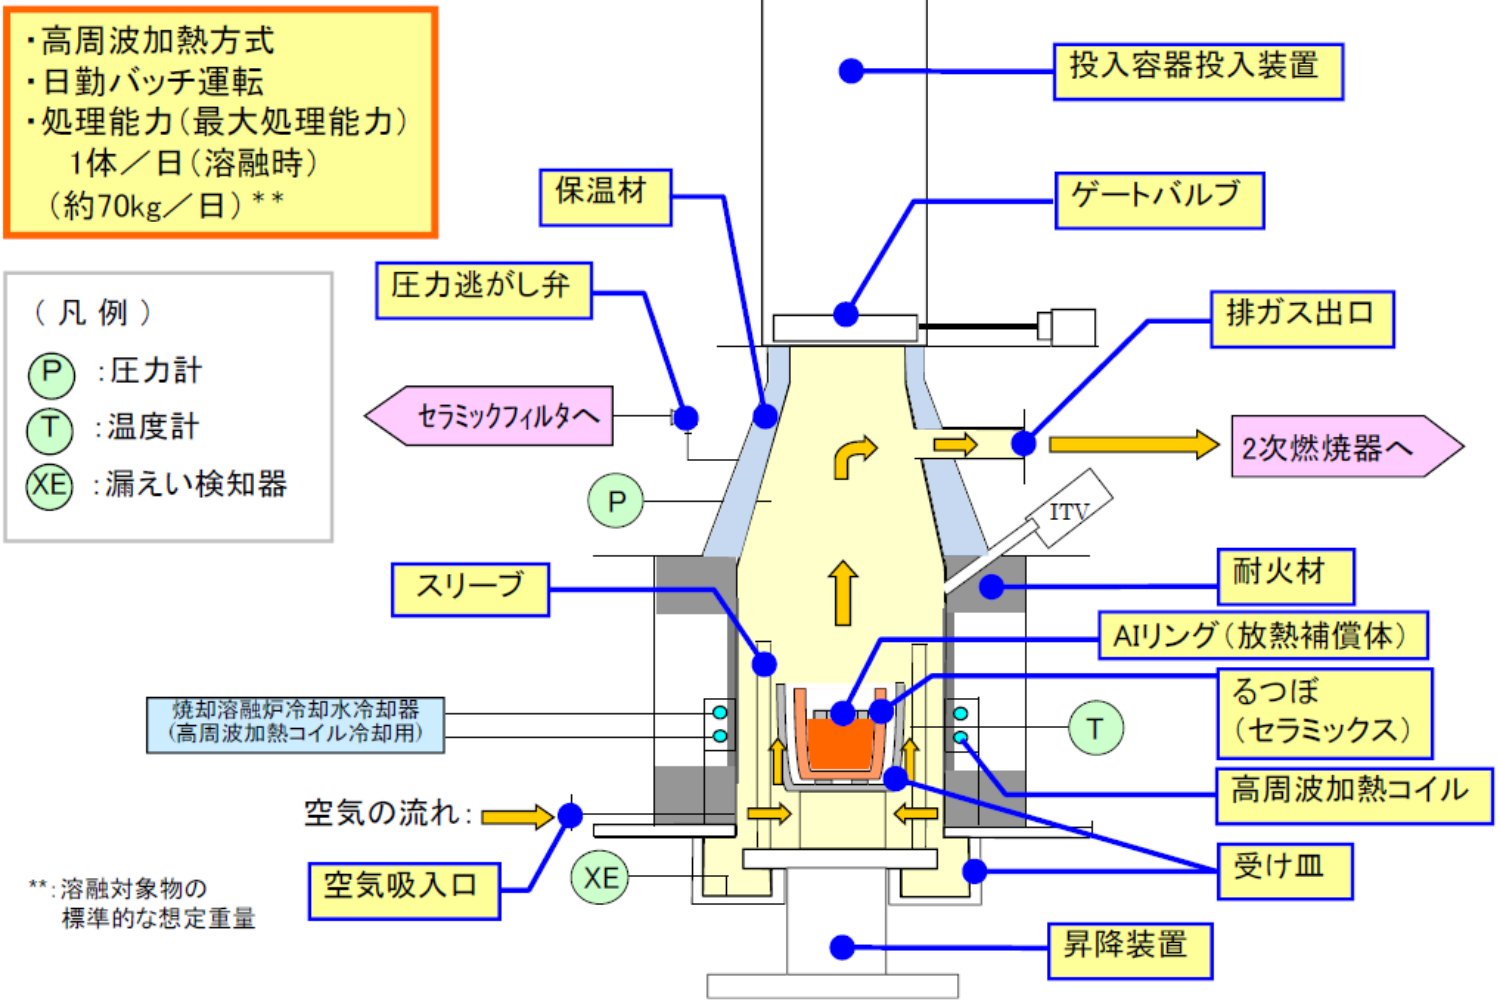 ・高周波加熱方式
・日勤バッチ運転
・処理能力（最大処理能力）
1体／日（溶融時）
（約70kg／日）**
（凡例）
P :圧力計
T :温度計
XE :漏えい検知器
投入容器投入装置
保温材
ゲートバルブ
圧力逃がし弁
排ガス出口
セラミックフィルタへ
2次燃焼器へ
P
ITV
スリーブ
耐火材
AIリング（放熱補償体）
るつぼ
（セラミックス）
焼却溶融炉冷却水冷却器
(高周波加熱コイル冷却用)
T
高周波加熱コイル
空気の流れ:
受け皿
XE
空気吸入口
**:溶融対象物の
標準的な想定重量
昇降装置